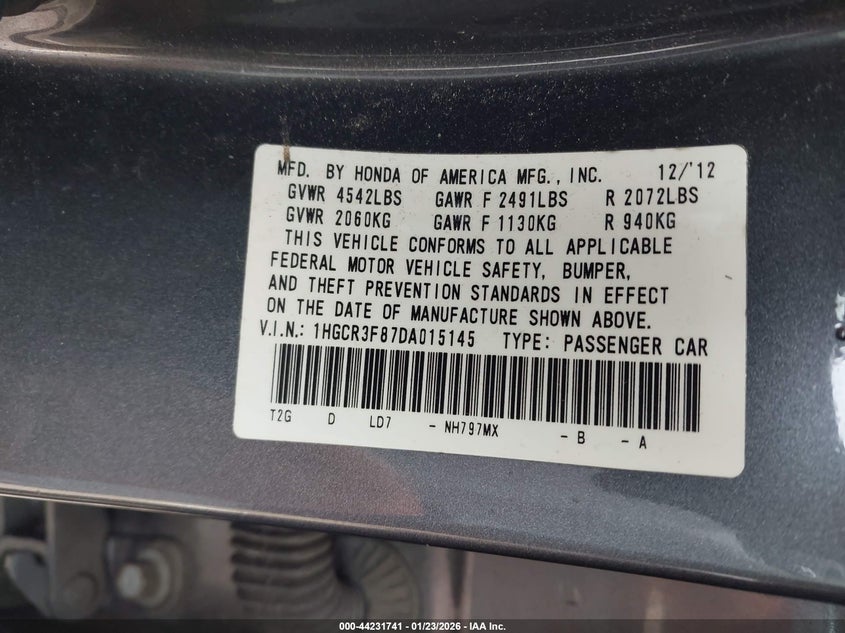 MFD. BY HONDA OF AMERICA MFG., INC. 12/'12
GVWR 4542LBS GAWR F 2491LBS R 2072LBS
GVWR 2060KG GAWR F 1130KG R 940KG
THIS VEHICLE CONFORMS TO ALL APPLICABLE
FEDERAL MOTOR VEHICLE SAFETY, BUMPER,
AND THEFT PREVENTION STANDARDS IN EFFECT
ON THE DATE OF MANUFACTURE SHOWN ABOVE.
V.I.N.: 1HGCR3F87DA015145 TYPE: PASSENGER CAR
T2G D LD7 - NH797MX - B - A
000-44231741 | 01/23/2026 | IAA Inc.